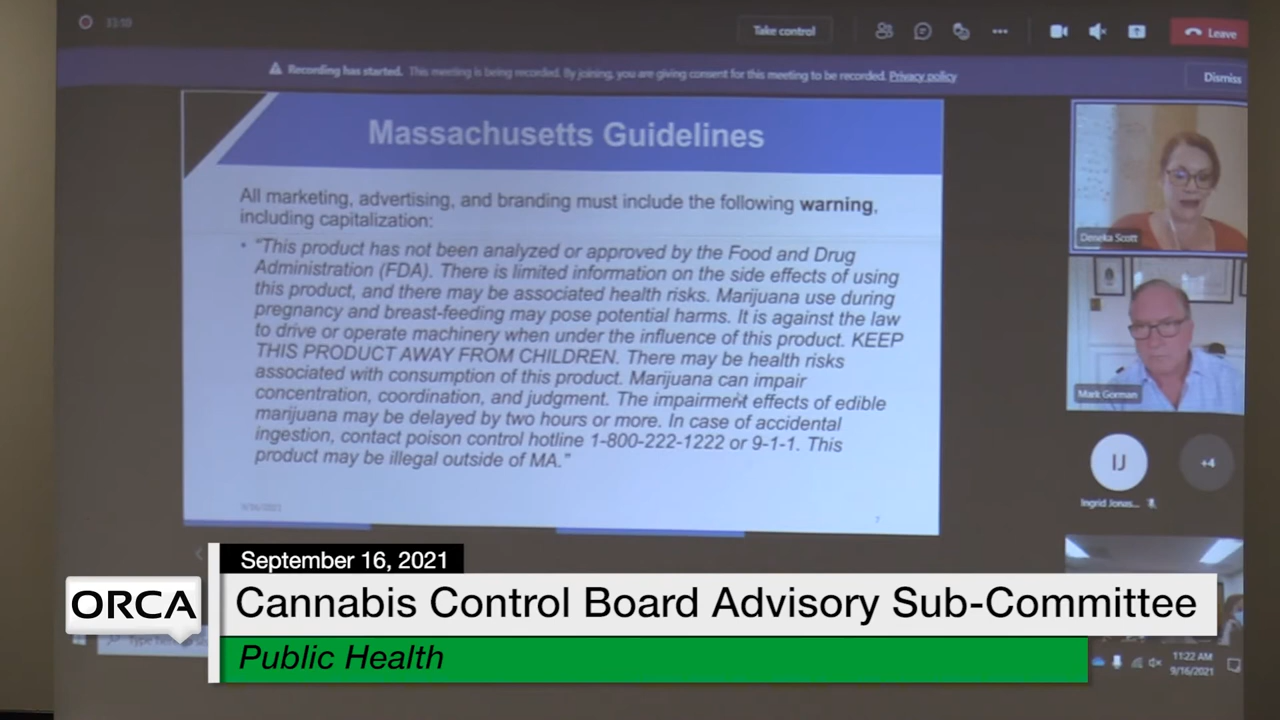 33:59
Take control
Leave
Recording has started. This meeting is being recorded. By joining, you are giving consent for this meeting to be recorded. Privacy policy
Dismiss
Massachusetts Guidelines
All marketing, advertising, and branding must include the following warning,
including capitalization:
• "This product has not been analyzed or approved by the Food and Drug
Administration (FDA). There is limited information on the side effects of using
this product, and there may be associated health risks. Marijuana use during
pregnancy and breast-feeding may pose potential harms. It is against the law
to drive or operate machinery when under the influence of this product. KEEP
THIS PRODUCT AWAY FROM CHILDREN. There may be health risks
associated with consumption of this product. Marijuana can impair
concentration, coordination, and judgment. The impairment effects of edible
marijuana may be delayed by two hours or more. In case of accidental
ingestion, contact poison control hotline 1-800-222-1222 or 9-1-1. This
product may be illegal outside of MA."
9/16/2021
7
Deneka Scott
Mark Gorman
IJ
+4
Ingrid Jonas...
September 16, 2021
ORCA
Cannabis Control Board Advisory Sub-Committee
Public Health
11:22 AM
9/16/2021